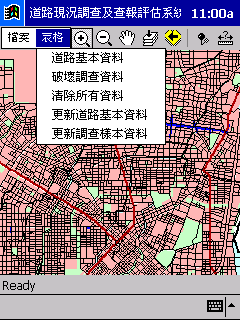 道路現況調查及查報評估系統 11:00a
檔案 表格
道路基本資料
破壞調查資料
清除所有資料
更新道路基本資料
更新調查樣本資料
Ready